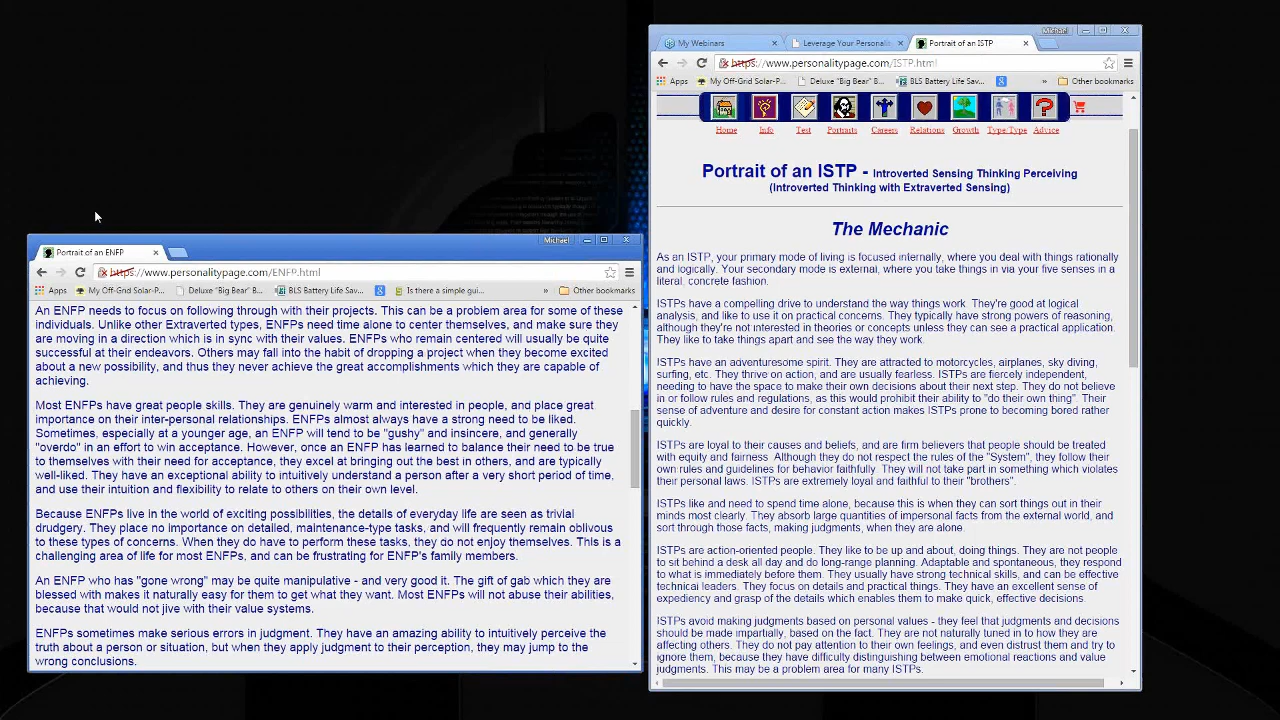 Michael
Portrait of an ENFP
https://www.personalitypage.com/ENFP.html
Apps
My Off-Grid Solar-P...
Deluxe "Big Bear" B...
BLS Battery Life Sav...
Is there a simple gui...
»
Other bookmarks
An ENFP needs to focus on following through with their projects. This can be a problem area for some of these
individuals. Unlike other Extraverted types, ENFPs need time alone to center themselves, and make sure they
are moving in a direction which is in sync with their values. ENFPs who remain centered will usually be quite
successful at their endeavors. Others may fall into the habit of dropping a project when they become excited
about a new possibility, and thus they never achieve the great accomplishments which they are capable of
achieving.
Most ENFPs have great people skills. They are genuinely warm and interested in people, and place great
importance on their inter-personal relationships. ENFPs almost always have a strong need to be liked.
Sometimes, especially at a younger age, an ENFP will tend to be "gushy" and insincere, and generally
"overdo" in an effort to win acceptance. However, once an ENFP has learned to balance their need to be true
to themselves with their need for acceptance, they excel at bringing out the best in others, and are typically
well-liked. They have an exceptional ability to intuitively understand a person after a very short period of time,
and use their intuition and flexibility to relate to others on their own level.
Because ENFPs live in the world of exciting possibilities, the details of everyday life are seen as trivial
drudgery. They place no importance on detailed, maintenance-type tasks, and will frequently remain oblivous
to these types of concerns. When they do have to perform these tasks, they do not enjoy themselves. This is a
challenging area of life for most ENFPs, and can be frustrating for ENFP's family members.
An ENFP who has "gone wrong" may be quite manipulative - and very good it. The gift of gab which they are
blessed with makes it naturally easy for them to get what they want. Most ENFPs will not abuse their abilities,
because that would not jive with their value systems.
ENFPs sometimes make serious errors in judgment. They have an amazing ability to intuitively perceive the
truth about a person or situation, but when they apply judgment to their perception, they may jump to the
wrong conclusions.
Michael
My Webinars
Leverage Your Personali
Portrait of an ISTP
https://www.personalitypage.com/ISTP.html
Apps
My Off-Grid Solar-P...
Deluxe "Big Bear" B...
BLS Battery Life Sav...
»
Other bookmarks
Home
Info
Test
Portraits
Careers
Relations
Growth
Type/Type
Advice
Portrait of an ISTP - Introverted Sensing Thinking Perceiving
(Introverted Thinking with Extraverted Sensing)
The Mechanic
As an ISTP, your primary mode of living is focused internally, where you deal with things rationally
and logically. Your secondary mode is external, where you take things in via your five senses in a
literal, concrete fashion.
ISTPs have a compelling drive to understand the way things work. They're good at logical
analysis, and like to use it on practical concerns. They typically have strong powers of reasoning,
although they're not interested in theories or concepts unless they can see a practical application.
They like to take things apart and see the way they work.
ISTPs have an adventuresome spirit. They are attracted to motorcycles, airplanes, sky diving,
surfing, etc. They thrive on action, and are usually fearless. ISTPs are fiercely independent,
needing to have the space to make their own decisions about their next step. They do not believe
in or follow rules and regulations, as this would prohibit their ability to "do their own thing". Their
sense of adventure and desire for constant action makes ISTPs prone to becoming bored rather
quickly.
ISTPs are loyal to their causes and beliefs, and are firm believers that people should be treated
with equity and fairness. Although they do not respect the rules of the "System", they follow their
own rules and guidelines for behavior faithfully. They will not take part in something which violates
their personal laws. ISTPs are extremely loyal and faithful to their "brothers".
ISTPs like and need to spend time alone, because this is when they can sort things out in their
minds most clearly. They absorb large quantities of impersonal facts from the external world, and
sort through those facts, making judgments, when they are alone.
ISTPs are action-oriented people. They like to be up and about, doing things. They are not people
to sit behind a desk all day and do long-range planning. Adaptable and spontaneous, they respond
to what is immediately before them. They usually have strong technical skills, and can be effective
technical leaders. They focus on details and practical things. They have an excellent sense of
expediency and grasp of the details which enables them to make quick, effective decisions.
ISTPs avoid making judgments based on personal values - they feel that judgments and decisions
should be made impartially, based on the fact. They are not naturally tuned in to how they are
affecting others. They do not pay attention to their own feelings, and even distrust them and try to
ignore them, because they have difficulty distinguishing between emotional reactions and value
judgments. This may be a problem area for many ISTPs.